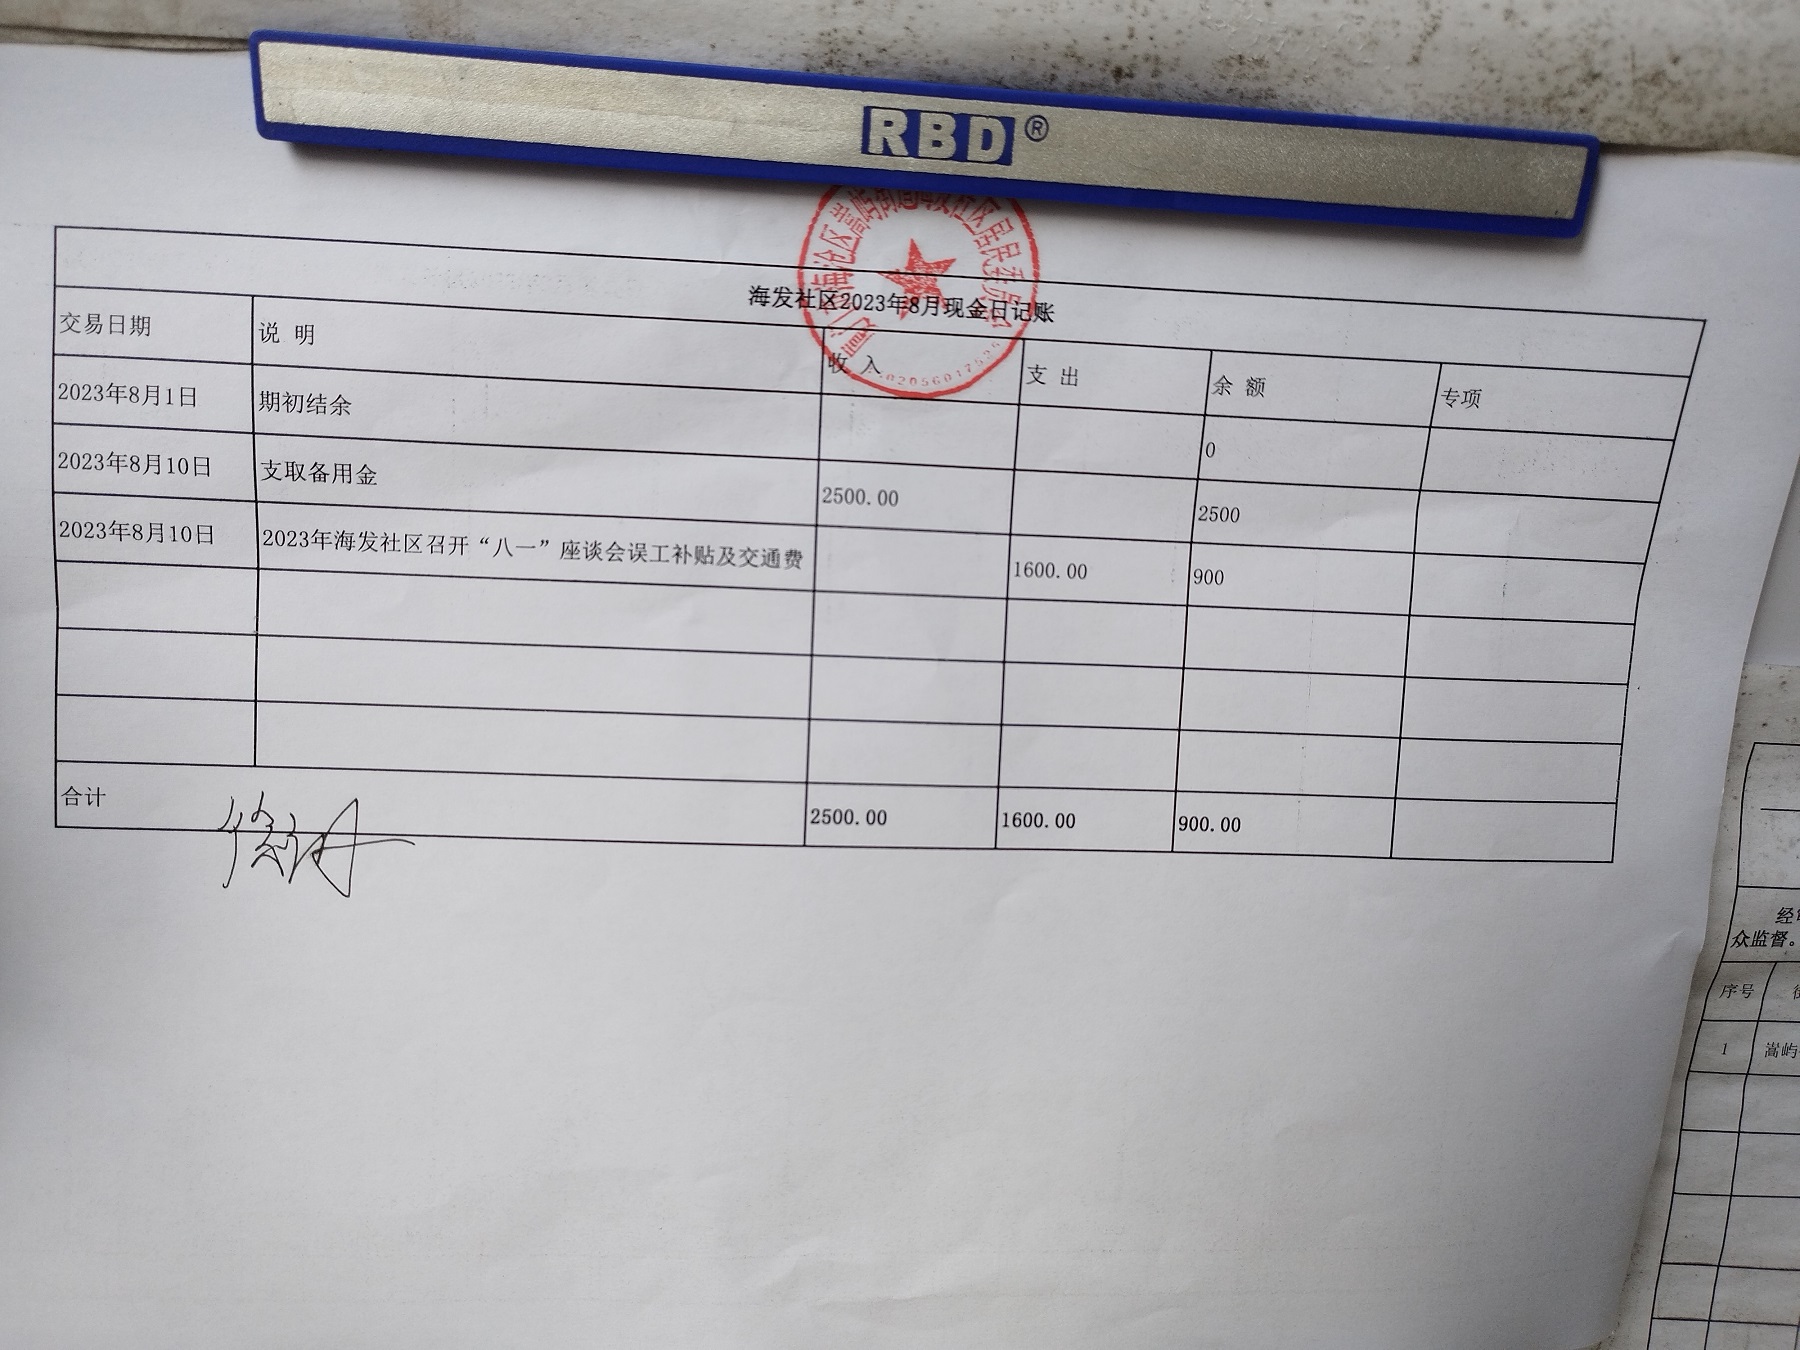 RBD®
海发社区2023年8月现金日记账
交易日期 说 明 收 入 支 出 余 额 专项
2023年8月1日 期初结余 0
2023年8月10日 支取备用金 2500.00 2500
2023年8月10日 2023年海发社区召开“八一”座谈会误工补贴及交通费 1600.00 900
合计 2500.00 1600.00 900.00
众监督。
序号
1 嵩屿